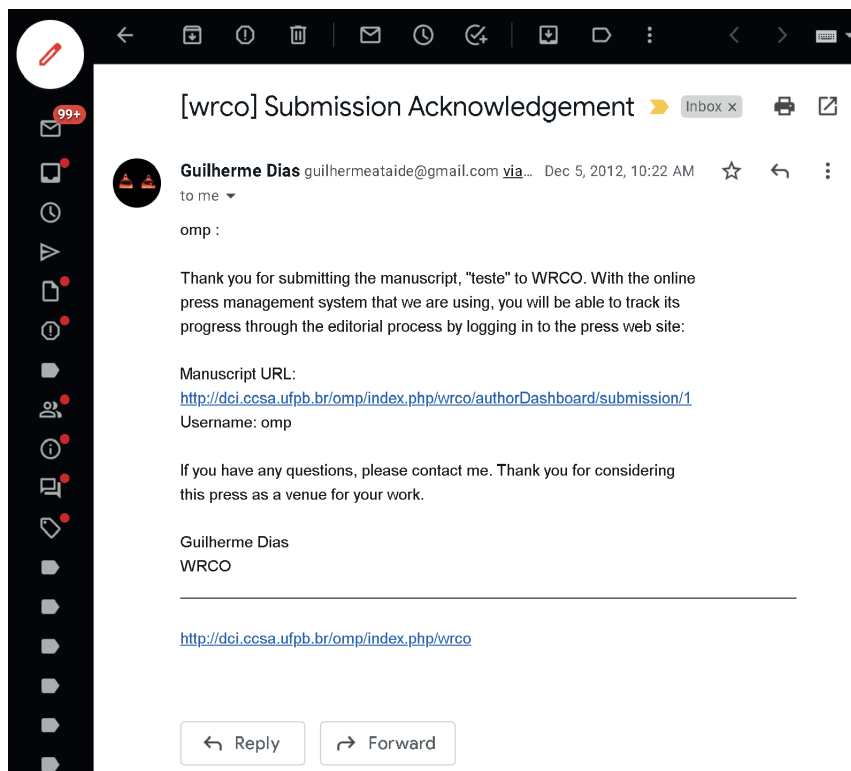 [wrco] Submission Acknowledgement Inbox ×
99+
Guilherme Dias guilhermeataide@gmail.com via... Dec 5, 2012, 10:22 AM
to me
omp :
Thank you for submitting the manuscript, "teste" to WRCO. With the online
press management system that we are using, you will be able to track its
progress through the editorial process by logging in to the press web site:
Manuscript URL:
http://dci.ccsa.ufpb.br/omp/index.php/wrco/authorDashboard/submission/1
Username: omp
If you have any questions, please contact me. Thank you for considering
this press as a venue for your work.
Guilherme Dias
WRCO
http://dci.ccsa.ufpb.br/omp/index.php/wrco
Reply Forward